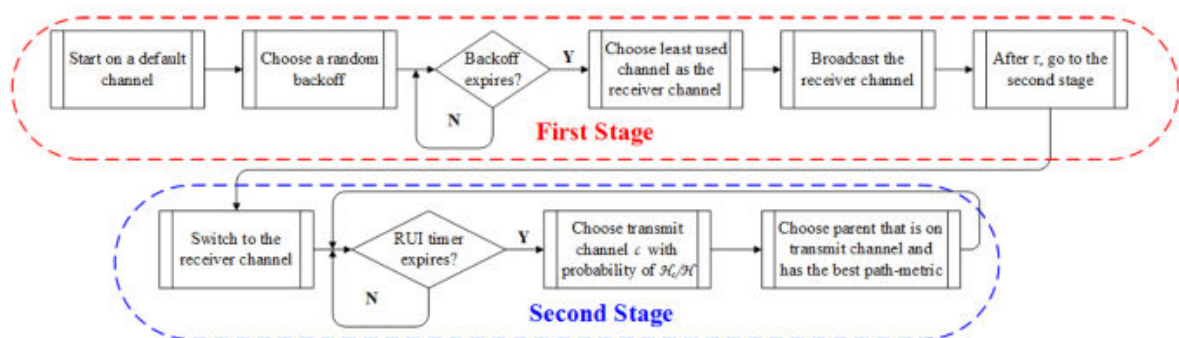 Start on a default
channel
Choose a random
backoff
Backoff
expires?
Y
N
Choose least used
channel as the
receiver channel
Broadcast the
receiver channel
After τ, go to the
second stage
First Stage
Switch to the
receiver channel
RUI timer
expires?
Y
N
Choose transmit
channel c with
probability of ℋc/ℋ
Choose parent that is on
transmit channel and
has the best path-metric
Second Stage